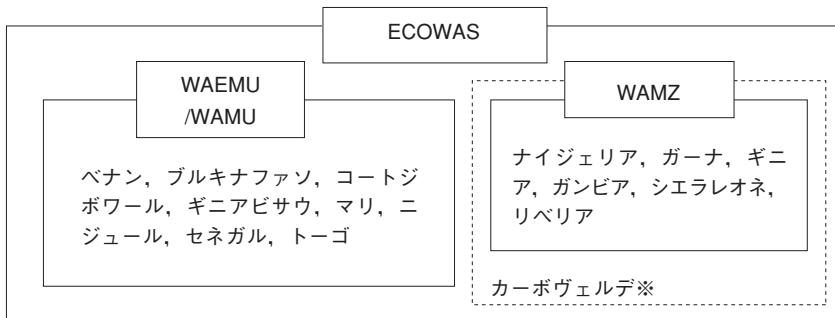 ECOWAS
WAEMU
/WAMU
ベナン，ブルキナファソ，コートジ
ボワール，ギニアビサウ，マリ，ニ
ジュール，セネガル，トーゴ
WAMZ
ナイジェリア，ガーナ，ギニ
ア，ガンビア，シエラレオネ，
リベリア
カーボヴェルデ※